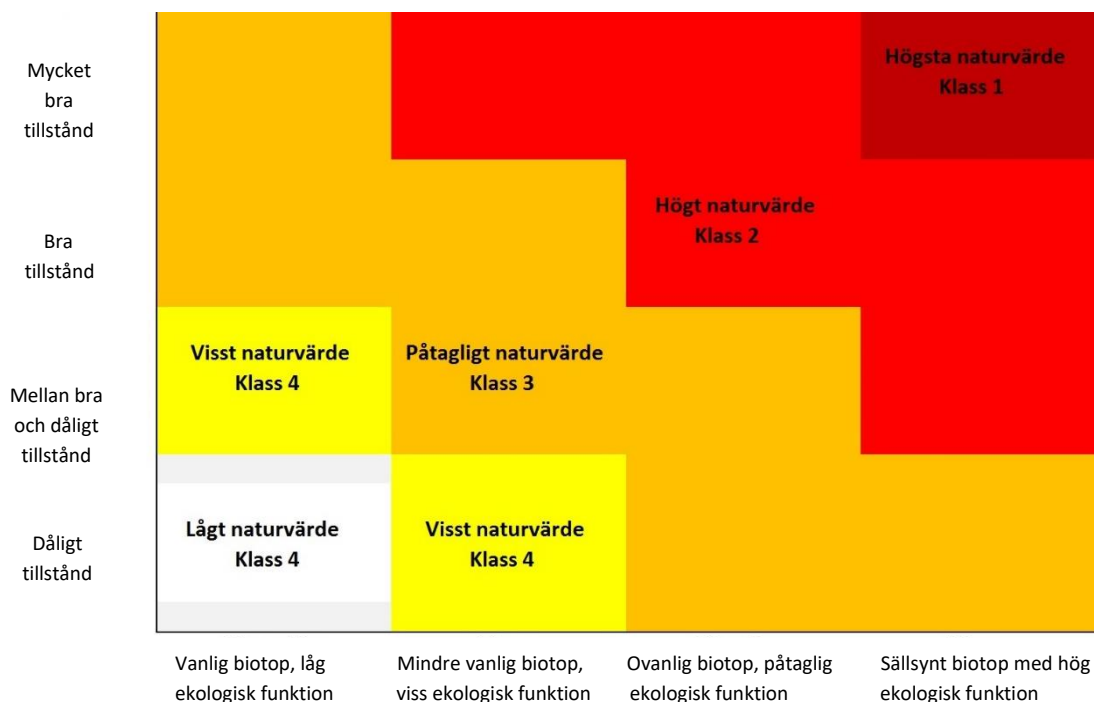 Mycket
bra
tillstånd
Högsta naturvärde
Klass 1
Bra
tillstånd
Högt naturvärde
Klass 2
Mellan bra
och dåligt
tillstånd
Visst naturvärde
Klass 4
Påtagligt naturvärde
Klass 3
Dåligt
tillstånd
Lågt naturvärde
Klass 4
Visst naturvärde
Klass 4
Vanlig biotop, låg
ekologisk funktion
Mindre vanlig biotop,
viss ekologisk funktion
Ovanlig biotop, påtaglig
ekologisk funktion
Sällsynt biotop med hög
ekologisk funktion